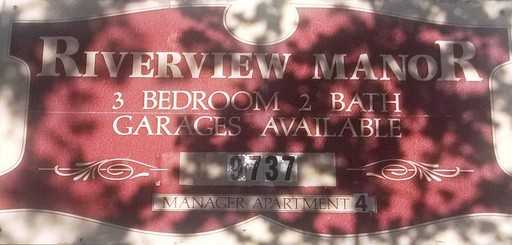 RIVERVIEW MANOR
3 BEDROOM 2 BATH
GARAGES AVAILABLE
9737
MANAGER APARTMENT 4